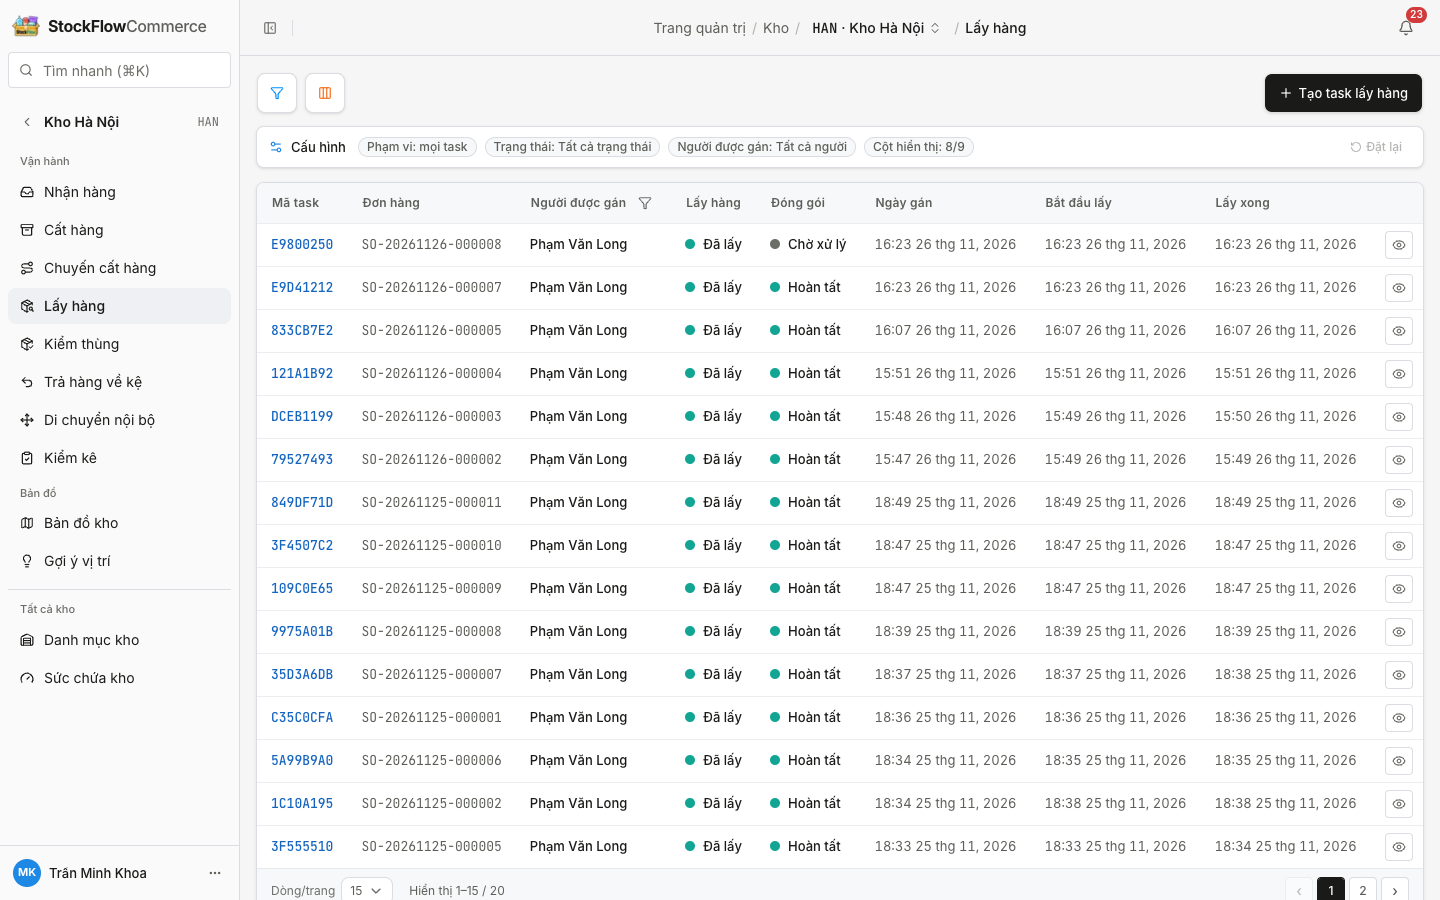 StockFlowCommerce
Tìm nhanh (⌘K)
Kho Hà Nội HAN
Vận hành
Nhận hàng
Cất hàng
Chuyến cất hàng
Lấy hàng
Kiểm thùng
Trả hàng về kệ
Di chuyển nội bộ
Kiểm kê
Bản đồ
Bản đồ kho
Gợi ý vị trí
Tất cả kho
Danh mục kho
Sức chứa kho
MK Trần Minh Khoa ...
Trang quản trị / Kho / HAN · Kho Hà Nội / Lấy hàng
23
+ Tạo task lấy hàng
Cấu hình Phạm vi: mọi task Trạng thái: Tất cả trạng thái Người được gán: Tất cả người Cột hiển thị: 8/9 Đặt lại
Mã task Đơn hàng Người được gán Lấy hàng Đóng gói Ngày gán Bắt đầu lấy Lấy xong
E9800250 SO-20261126-000008 Phạm Văn Long Đã lấy Chờ xử lý 16:23 26 thg 11, 2026 16:23 26 thg 11, 2026 16:23 26 thg 11, 2026
E9D41212 SO-20261126-000007 Phạm Văn Long Đã lấy Hoàn tất 16:23 26 thg 11, 2026 16:23 26 thg 11, 2026 16:23 26 thg 11, 2026
833CB7E2 SO-20261126-000005 Phạm Văn Long Đã lấy Hoàn tất 16:07 26 thg 11, 2026 16:07 26 thg 11, 2026 16:07 26 thg 11, 2026
121A1B92 SO-20261126-000004 Phạm Văn Long Đã lấy Hoàn tất 15:51 26 thg 11, 2026 15:51 26 thg 11, 2026 15:51 26 thg 11, 2026
DCEB1199 SO-20261126-000003 Phạm Văn Long Đã lấy Hoàn tất 15:48 26 thg 11, 2026 15:49 26 thg 11, 2026 15:50 26 thg 11, 2026
79527493 SO-20261126-000002 Phạm Văn Long Đã lấy Hoàn tất 15:47 26 thg 11, 2026 15:49 26 thg 11, 2026 15:49 26 thg 11, 2026
849DF71D SO-20261125-000011 Phạm Văn Long Đã lấy Hoàn tất 18:49 25 thg 11, 2026 18:49 25 thg 11, 2026 18:49 25 thg 11, 2026
3F4507C2 SO-20261125-000010 Phạm Văn Long Đã lấy Hoàn tất 18:47 25 thg 11, 2026 18:47 25 thg 11, 2026 18:47 25 thg 11, 2026
109C0E65 SO-20261125-000009 Phạm Văn Long Đã lấy Hoàn tất 18:47 25 thg 11, 2026 18:47 25 thg 11, 2026 18:47 25 thg 11, 2026
9975A01B SO-20261125-000008 Phạm Văn Long Đã lấy Hoàn tất 18:39 25 thg 11, 2026 18:39 25 thg 11, 2026 18:39 25 thg 11, 2026
35D3A6DB SO-20261125-000007 Phạm Văn Long Đã lấy Hoàn tất 18:37 25 thg 11, 2026 18:37 25 thg 11, 2026 18:38 25 thg 11, 2026
C35C0CFA SO-20261125-000001 Phạm Văn Long Đã lấy Hoàn tất 18:36 25 thg 11, 2026 18:36 25 thg 11, 2026 18:36 25 thg 11, 2026
5A99B9A0 SO-20261125-000006 Phạm Văn Long Đã lấy Hoàn tất 18:34 25 thg 11, 2026 18:35 25 thg 11, 2026 18:35 25 thg 11, 2026
1C10A195 SO-20261125-000002 Phạm Văn Long Đã lấy Hoàn tất 18:34 25 thg 11, 2026 18:38 25 thg 11, 2026 18:38 25 thg 11, 2026
3F555510 SO-20261125-000005 Phạm Văn Long Đã lấy Hoàn tất 18:33 25 thg 11, 2026 18:33 25 thg 11, 2026 18:34 25 thg 11, 2026
Dòng/trang 15 Hiển thị 1–15 / 20 ‹ 1 2 ›